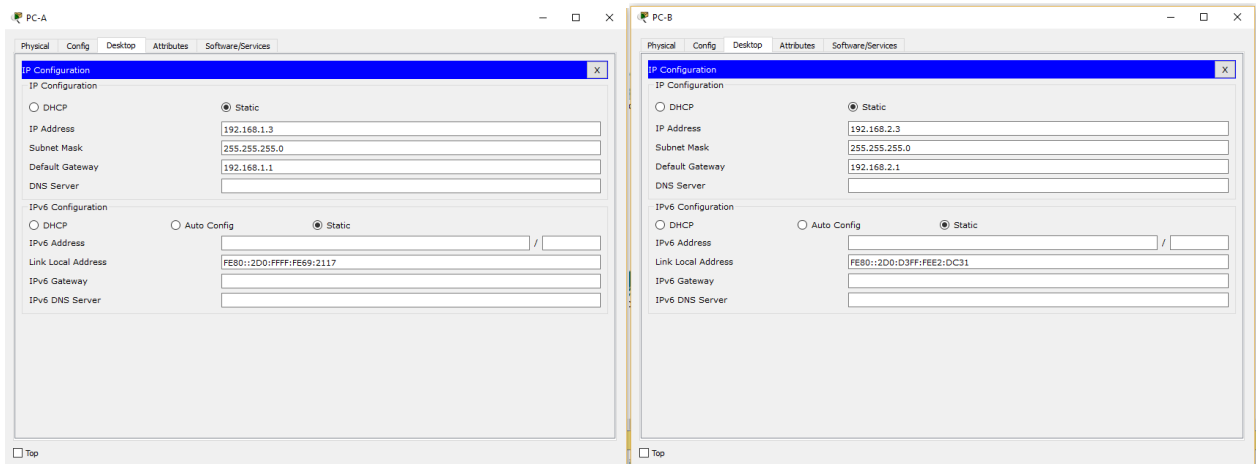 PC-A
Physical Config Desktop Attributes Software/Services
IP Configuration X
IP Configuration
DHCP Static
IP Address 192.168.1.3
Subnet Mask 255.255.255.0
Default Gateway 192.168.1.1
DNS Server
IPv6 Configuration
DHCP Auto Config Static
IPv6 Address /
Link Local Address FE80::2D0:FFFF:FE69:2117
IPv6 Gateway
IPv6 DNS Server
Top
PC-B
Physical Config Desktop Attributes Software/Services
IP Configuration X
IP Configuration
DHCP Static
IP Address 192.168.2.3
Subnet Mask 255.255.255.0
Default Gateway 192.168.2.1
DNS Server
IPv6 Configuration
DHCP Auto Config Static
IPv6 Address /
Link Local Address FE80::2D0:D3FF:FEE2:DC31
IPv6 Gateway
IPv6 DNS Server
Top